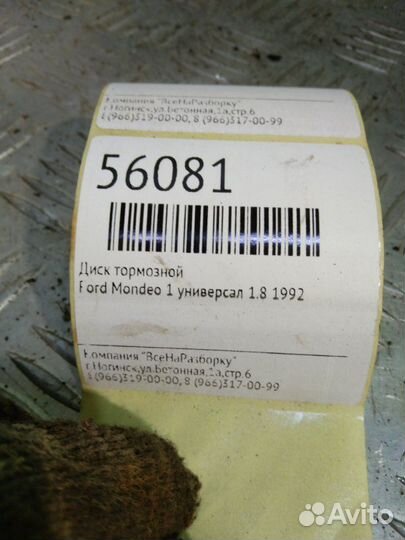 Компания "ВсеНаРазборку"
г.Ногинск,ул.Бетонная,1а,стр.6
8 (966)319-00-00, 8 (966)317-00-99
56081
Диск тормозной
Ford Mondeo 1 универсал 1.8 1992
Компания "ВсеНаРазборку"
г.Ногинск,ул.Бетонная,1а,стр.6
8 (966)319-00-00, 8 (966)317-00-99
Avito